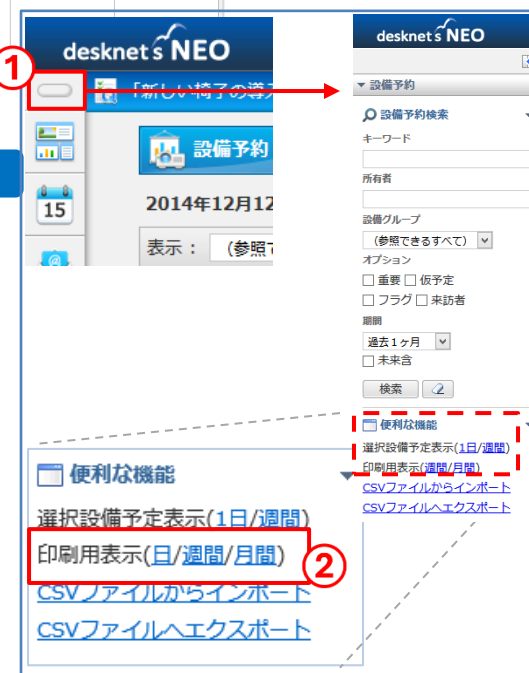 ①
desknet's NEO
「新しい椅子の導入
設備予約
15
2014年12月12
表示： （参照
desknet's NEO
設備予約
設備予約検索
キーワード
所有者
設備グループ
（参照できるすべて）
オプション
重要 仮予定
フラグ 来訪者
期間
過去1ヶ月
未来含
検索
便利な機能
選択設備予定表示(1日/週間)
印刷用表示(週間/月間)
CSVファイルからインポート
CSVファイルへエクスポート
便利な機能
選択設備予定表示(1日/週間)
印刷用表示(日/週間/月間)
②
CSVファイルからインポート
CSVファイルへエクスポート